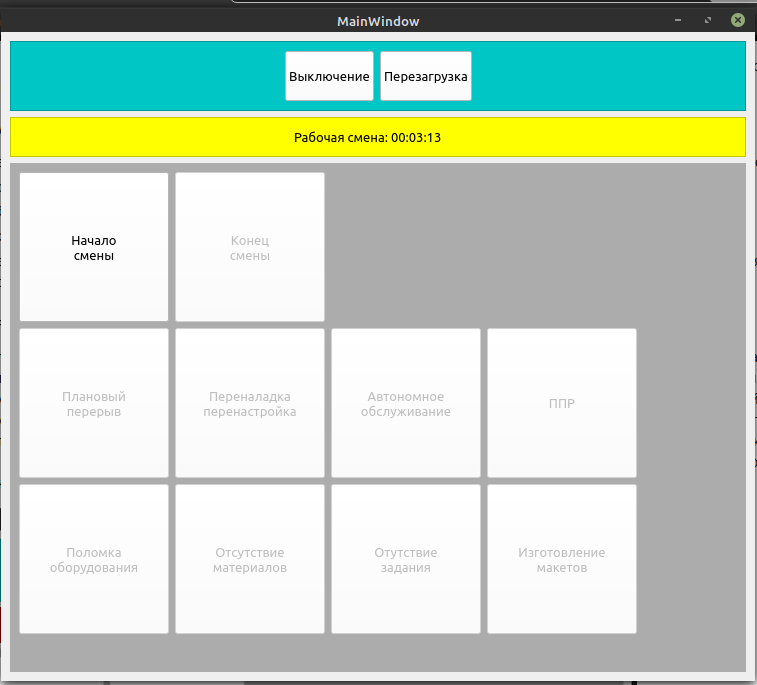 MainWindow
Выключение
Перезагрузка
Рабочая смена: 00:03:13
Начало
смены
Конец
смены
Плановый
перерыв
Переналадка
перенастройка
Автономное
обслуживание
ППР
Поломка
оборудования
Отсутствие
материалов
Отутствие
задания
Изготовление
макетов